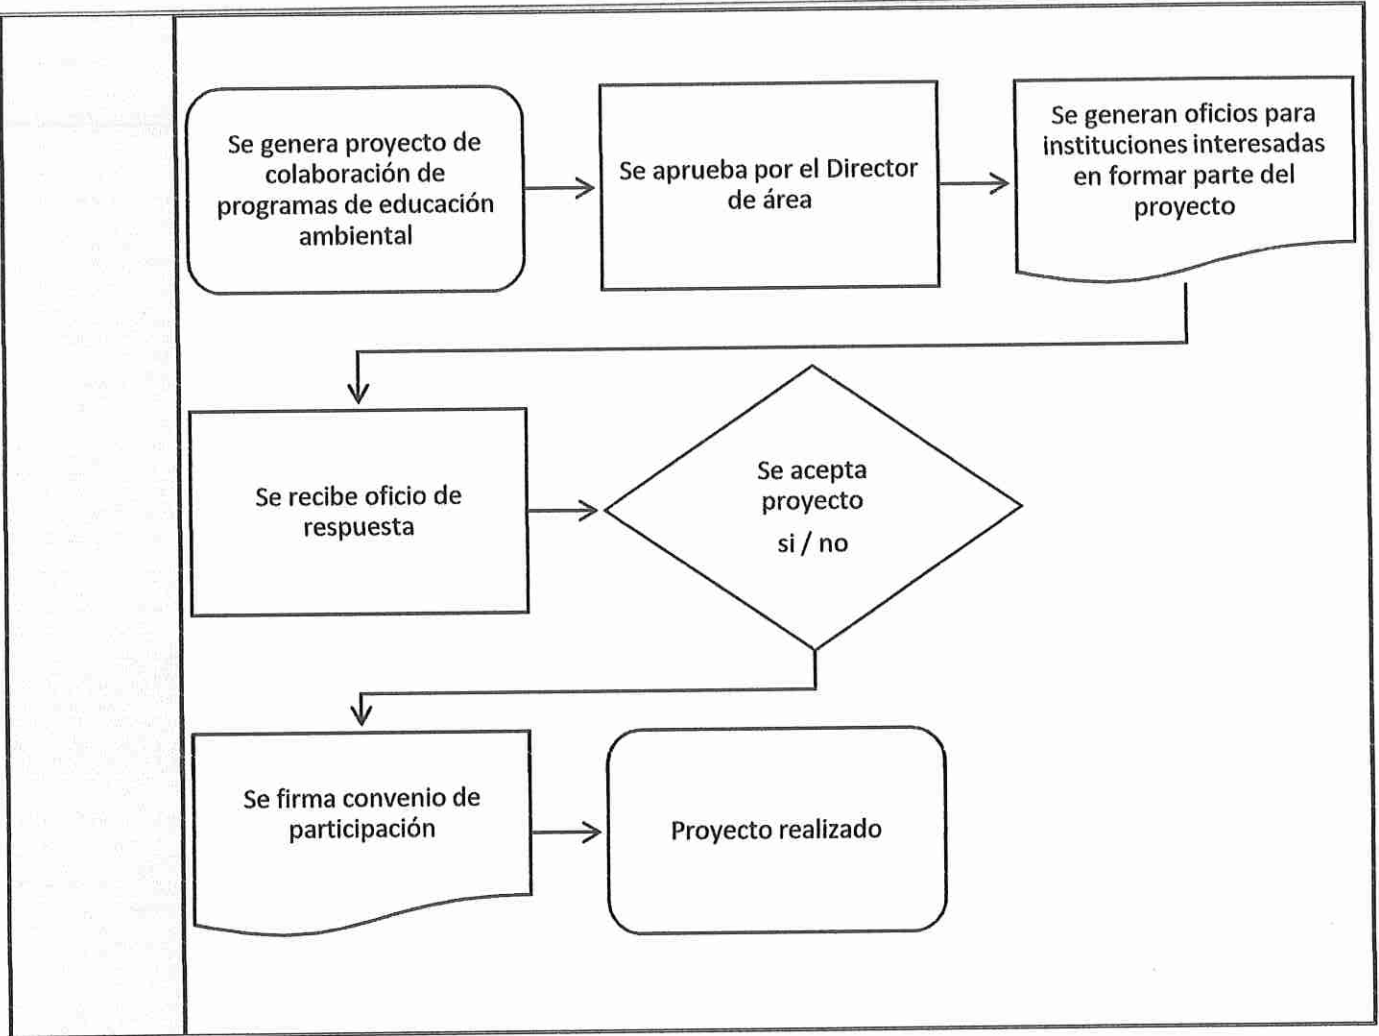 Se genera proyecto de
colaboración de
programas de educación
ambiental
Se aprueba por el Director
de área
Se generan oficios para
instituciones interesadas
en formar parte del
proyecto
Se recibe oficio de
respuesta
Se acepta
proyecto
si / no
Se firma convenio de
participación
Proyecto realizado